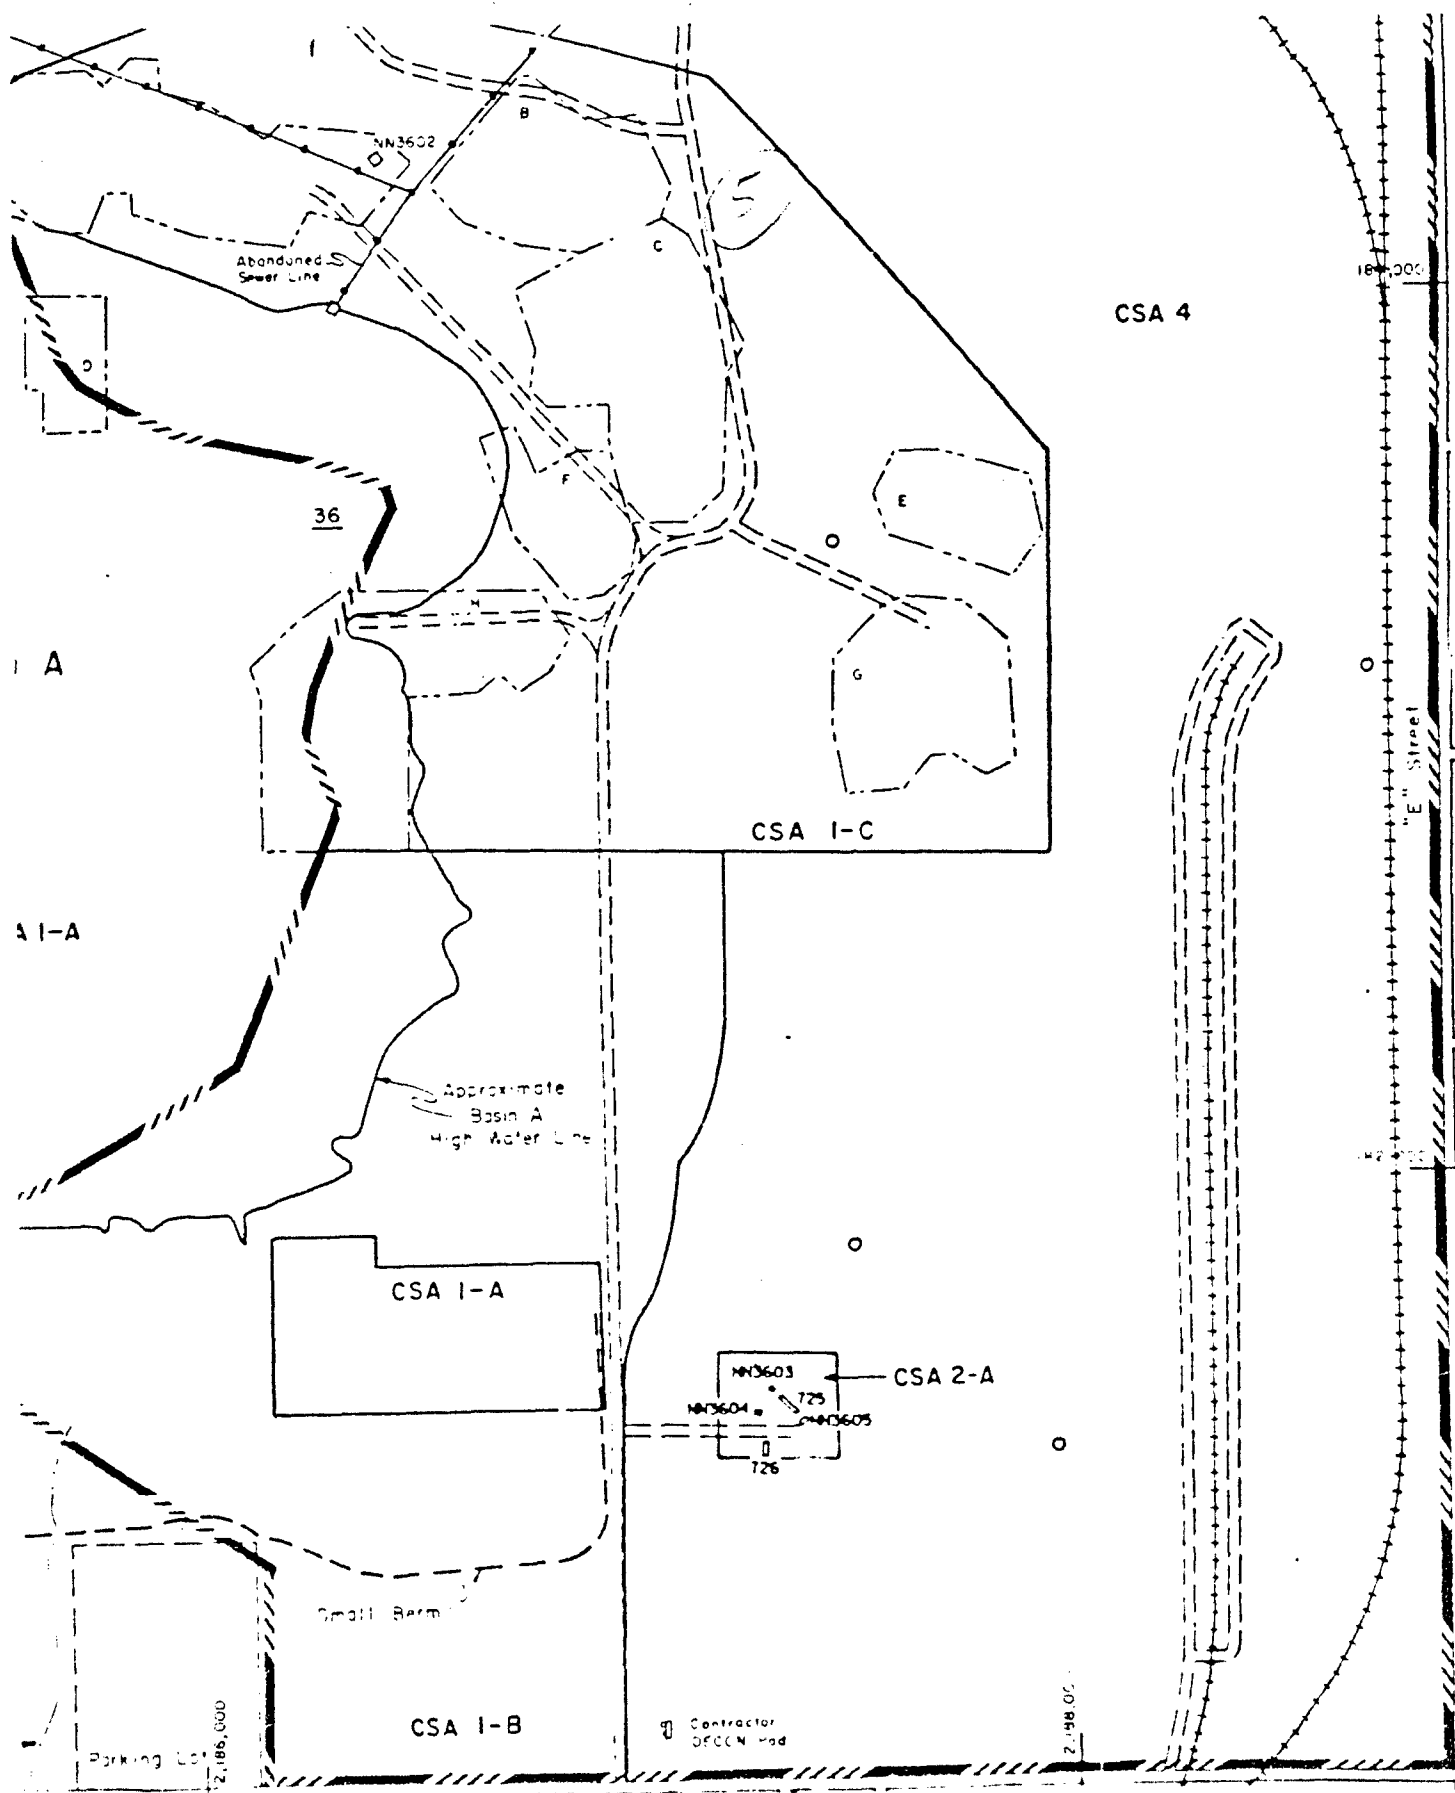 B
NN3602
5
C
Abandoned
Sewer Line
CSA 4
D
F
E
36
H
A
G
"E" Street
CSA 1-C
A 1-A
Approximate
Basin A
High Water Line
CSA 1-A
NN3603
CSA 2-A
725
NN3604
NN3605
726
Small Berm
CSA 1-B
Contractor
DECON Pad
Parking Lot
2,186,000